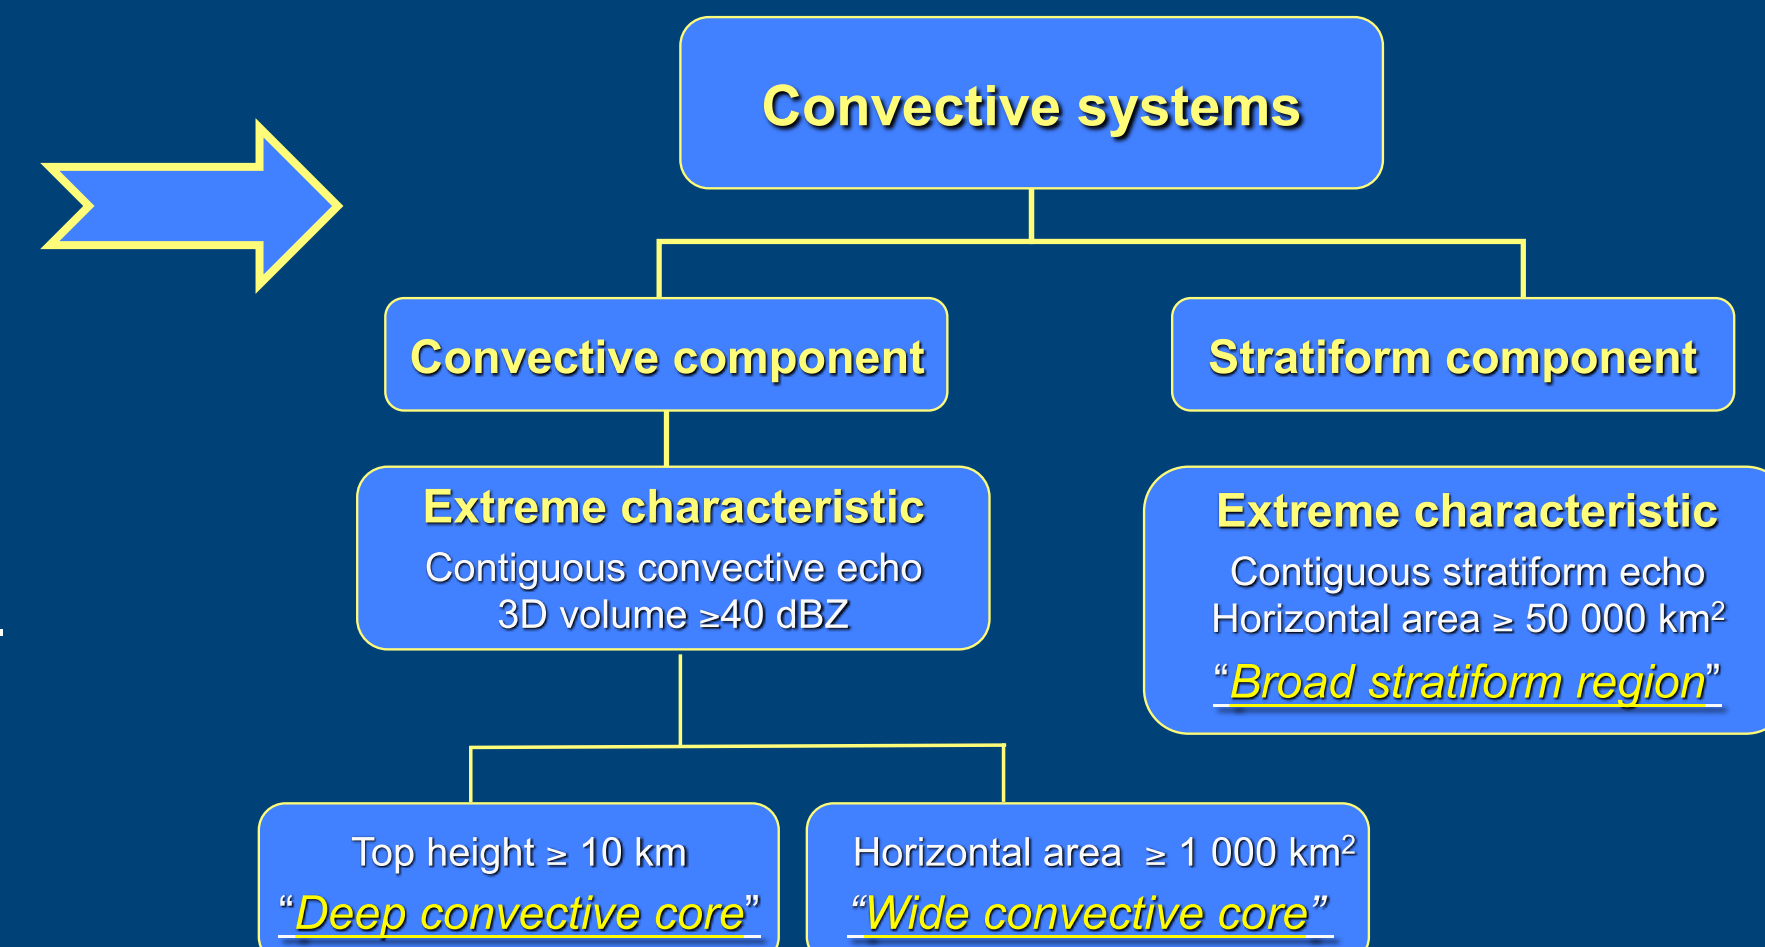 Convective systems
Convective component
Stratiform component
Extreme characteristic
Contiguous convective echo
3D volume ≥40 dBZ
Extreme characteristic
Contiguous stratiform echo
Horizontal area ≥ 50 000 km²
“Broad stratiform region”
Top height ≥ 10 km
“Deep convective core”
Horizontal area ≥ 1 000 km²
“Wide convective core”